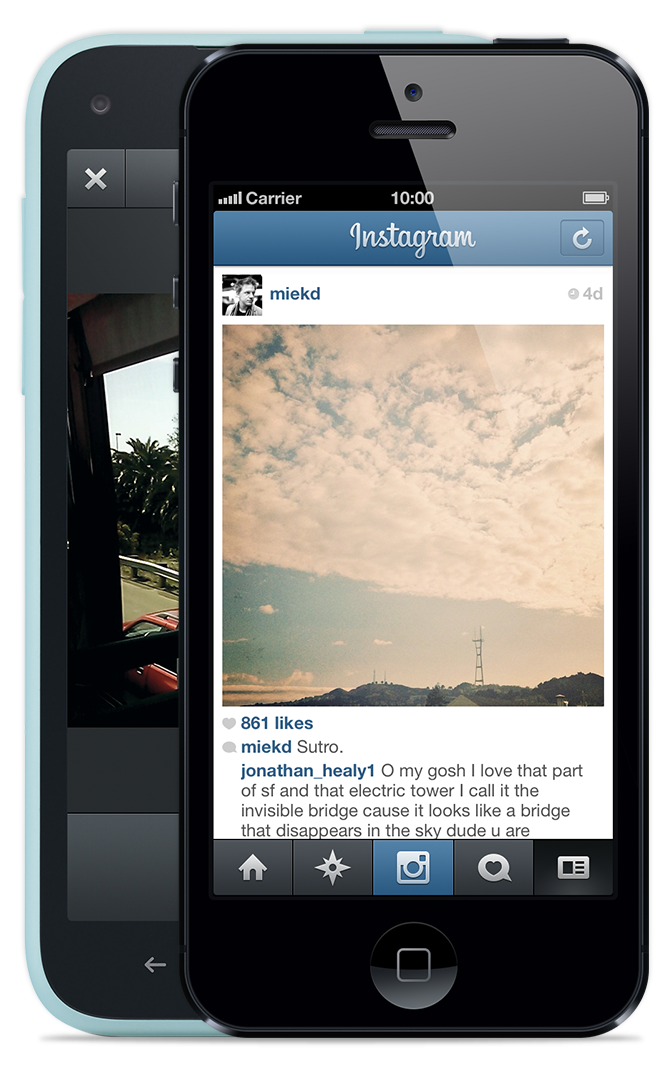 Carrier 10:00
Instagram
miekd 4d
861 likes
miekd Sutro.
jonathan_healy1 O my gosh I love that part
of sf and that electric tower I call it the
invisible bridge cause it looks like a bridge
that disappears in the sky dude u are